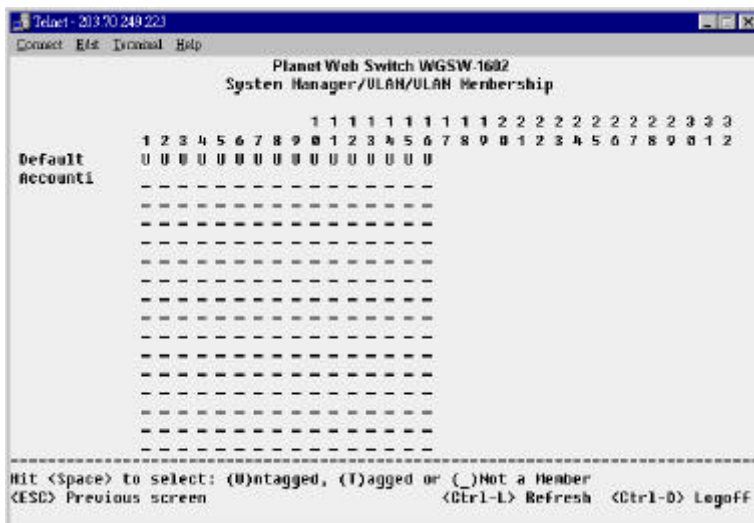 Telnet - 203.70.249.223
Connect Edit Terminal Help
Planet Web Switch WGSW-1602
System Manager/VLAN/VLAN Membership
1 1 1 1 1 1 1 1 1 1 2 2 2 2 2 2 2 2 2 2 3 3 3
1 2 3 4 5 6 7 8 9 0 1 2 3 4 5 6 7 8 9 0 1 2 3 4 5 6 7 8 9 0 1 2
Default U U U U U U U U U U U U U U U U
Accounti _ _ _ _ _ _ _ _ _ _ _ _ _ _ _ _
_ _ _ _ _ _ _ _ _ _ _ _ _ _ _ _
_ _ _ _ _ _ _ _ _ _ _ _ _ _ _ _
_ _ _ _ _ _ _ _ _ _ _ _ _ _ _ _
_ _ _ _ _ _ _ _ _ _ _ _ _ _ _ _
_ _ _ _ _ _ _ _ _ _ _ _ _ _ _ _
_ _ _ _ _ _ _ _ _ _ _ _ _ _ _ _
_ _ _ _ _ _ _ _ _ _ _ _ _ _ _ _
_ _ _ _ _ _ _ _ _ _ _ _ _ _ _ _
_ _ _ _ _ _ _ _ _ _ _ _ _ _ _ _
_ _ _ _ _ _ _ _ _ _ _ _ _ _ _ _
_ _ _ _ _ _ _ _ _ _ _ _ _ _ _ _
_ _ _ _ _ _ _ _ _ _ _ _ _ _ _ _
_ _ _ _ _ _ _ _ _ _ _ _ _ _ _ _
_ _ _ _ _ _ _ _ _ _ _ _ _ _ _ _
Hit <Space> to select: (U)ntagged, (T)agged or (_)Not a Member
<ESC> Previous screen <Ctrl-L> Refresh <Ctrl-D> Logoff